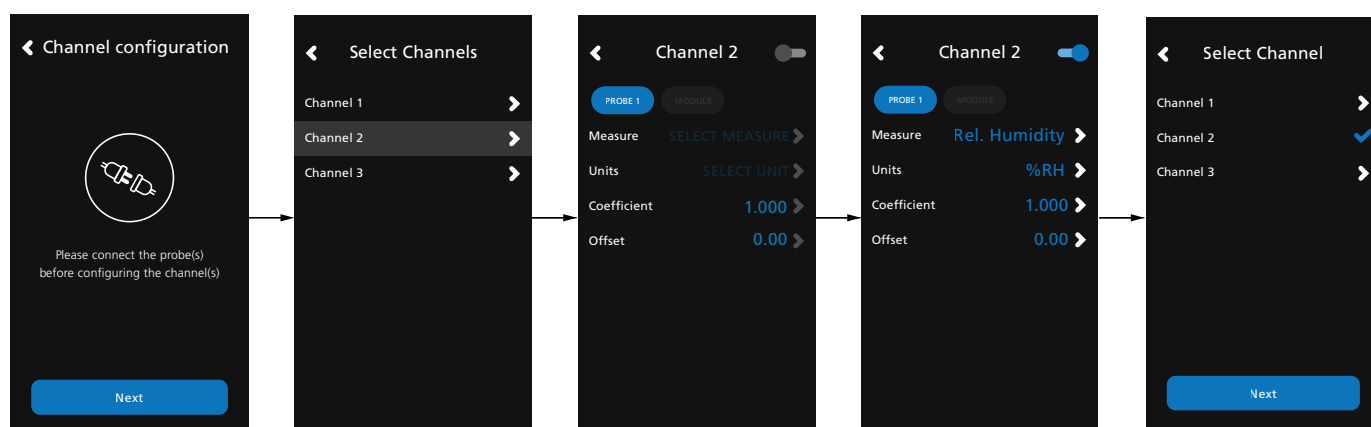 Channel configuration
Please connect the probe(s)
before configuring the channel(s)
Next
Select Channels
Channel 1
Channel 2
Channel 3
Channel 2
PROBE 1 MODULE
Measure SELECT MEASURE
Units SELECT UNIT
Coefficient 1.000
Offset 0.00
Channel 2
PROBE 1 MODULE
Measure Rel. Humidity
Units %RH
Coefficient 1.000
Offset 0.00
Select Channel
Channel 1
Channel 2
Channel 3
Next